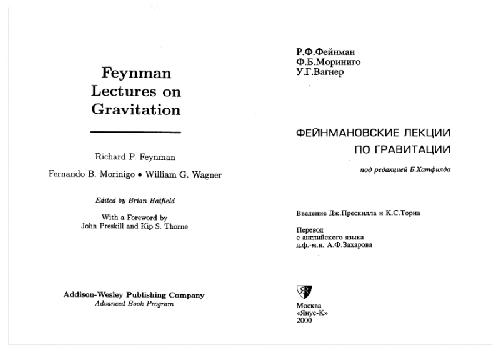 Feynman
Lectures on
Gravitation
Richard P. Feynman
Fernando B. Morinigo • William G. Wagner
Edited by Brian Hatfield
With a Foreword by
John Preskill and Kip S. Thorne
Addison-Wesley Publishing Company
Advanced Book Program
Р.Ф.Фейнман
Ф.Б.Мориниго
У.Г.Вагнер
ФЕЙНМАНОВСКИЕ ЛЕКЦИИ
ПО ГРАВИТАЦИИ
под редакцией Б.Хатфилда
Введение Дж.Прескилла и К.С.Торна
Перевод
с английского языка
д.ф.-м.н. А.Ф.Захарова
Москва
«Янус-К»
2000